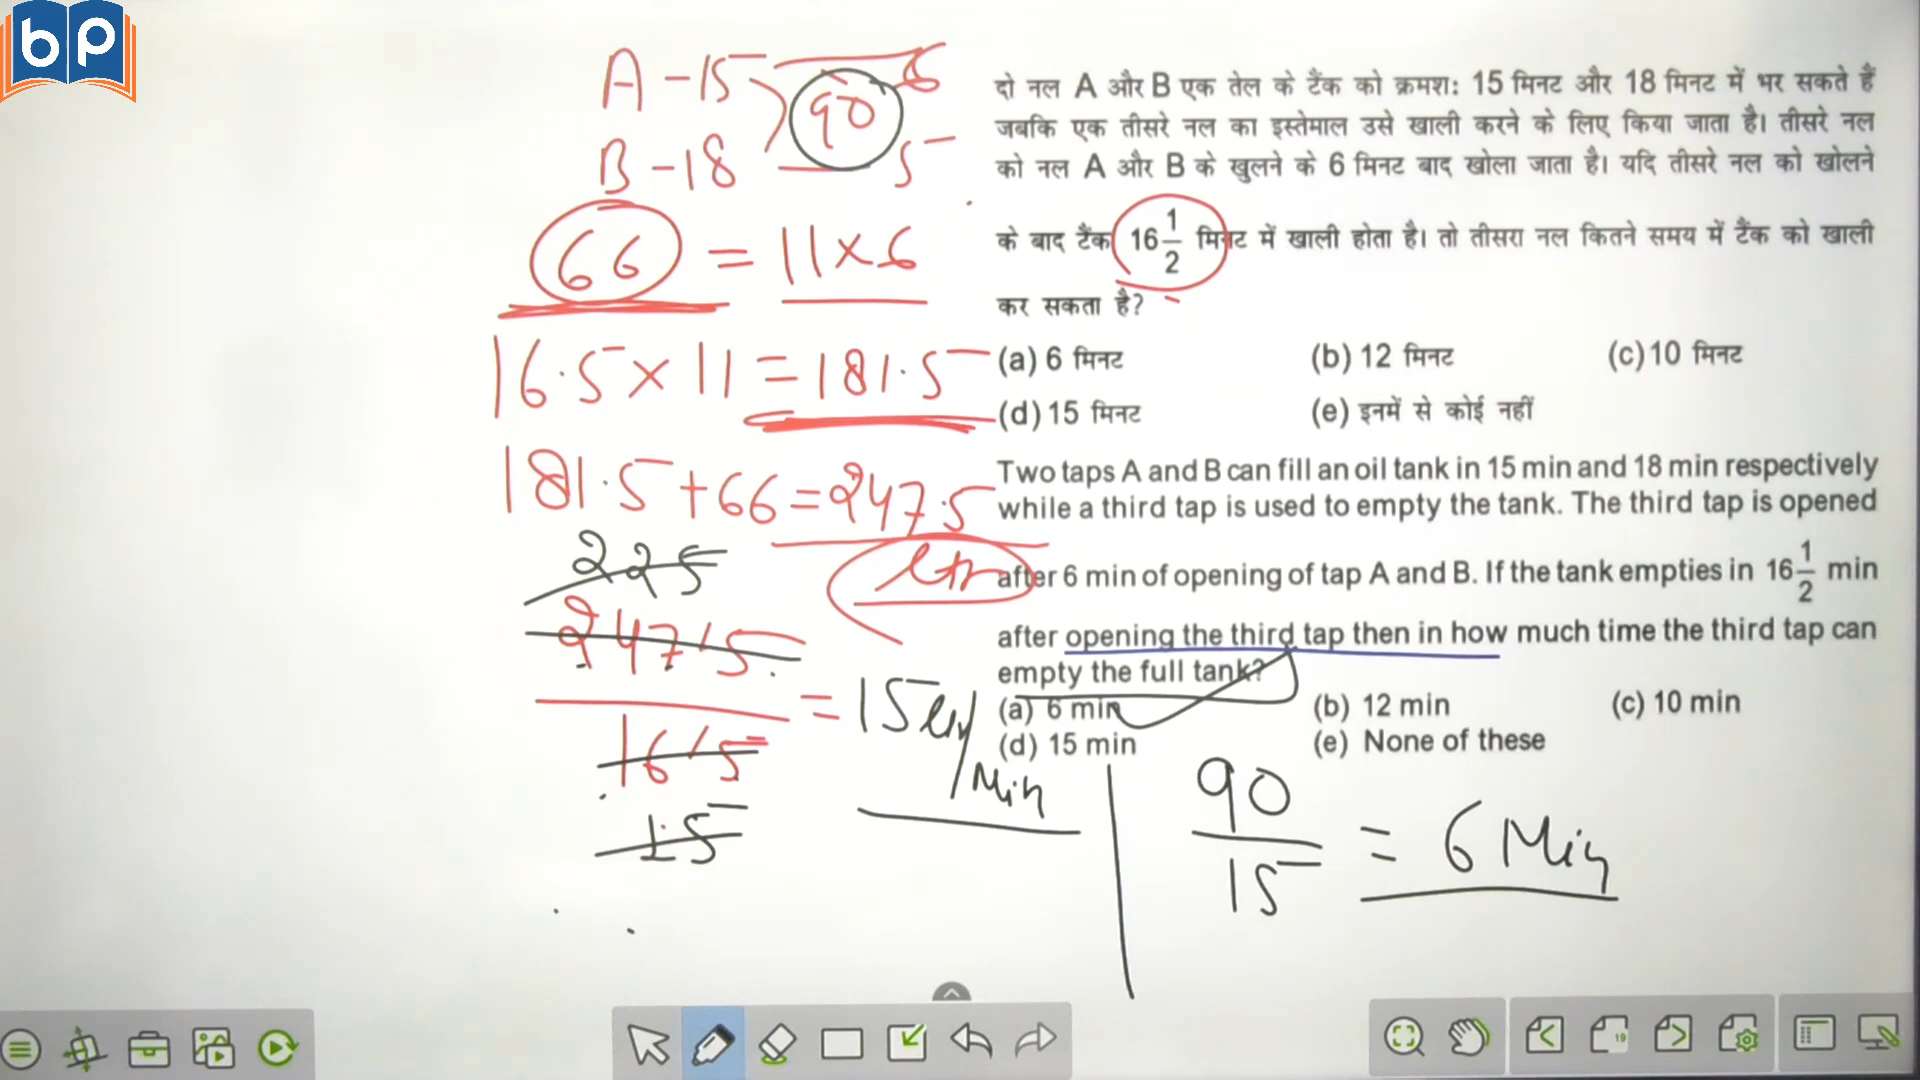 bp
A - 15
6
90
B - 18
5
66 = 11 × 6
16.5 × 11 = 181.5
181.5 + 66 = 247.5
ltr
225
247.5
16.5
15
= 15 ltr/Min
दो नल A और B एक तेल के टैंक को क्रमश: 15 मिनट और 18 मिनट में भर सकते हैं
जबकि एक तीसरे नल का इस्तेमाल उसे खाली करने के लिए किया जाता है। तीसरे नल
को नल A और B के खुलने के 6 मिनट बाद खोला जाता है। यदि तीसरे नल को खोलने
के बाद टैंक 16 1/2 मिनट में खाली होता है। तो तीसरा नल कितने समय में टैंक को खाली
कर सकता है?
(a) 6 मिनट (b) 12 मिनट (c) 10 मिनट
(d) 15 मिनट (e) इनमें से कोई नहीं
Two taps A and B can fill an oil tank in 15 min and 18 min respectively
while a third tap is used to empty the tank. The third tap is opened
after 6 min of opening of tap A and B. If the tank empties in 16 1/2 min
after opening the third tap then in how much time the third tap can
empty the full tank?
(a) 6 min (b) 12 min (c) 10 min
(d) 15 min (e) None of these
90
15
= 6 Min
19